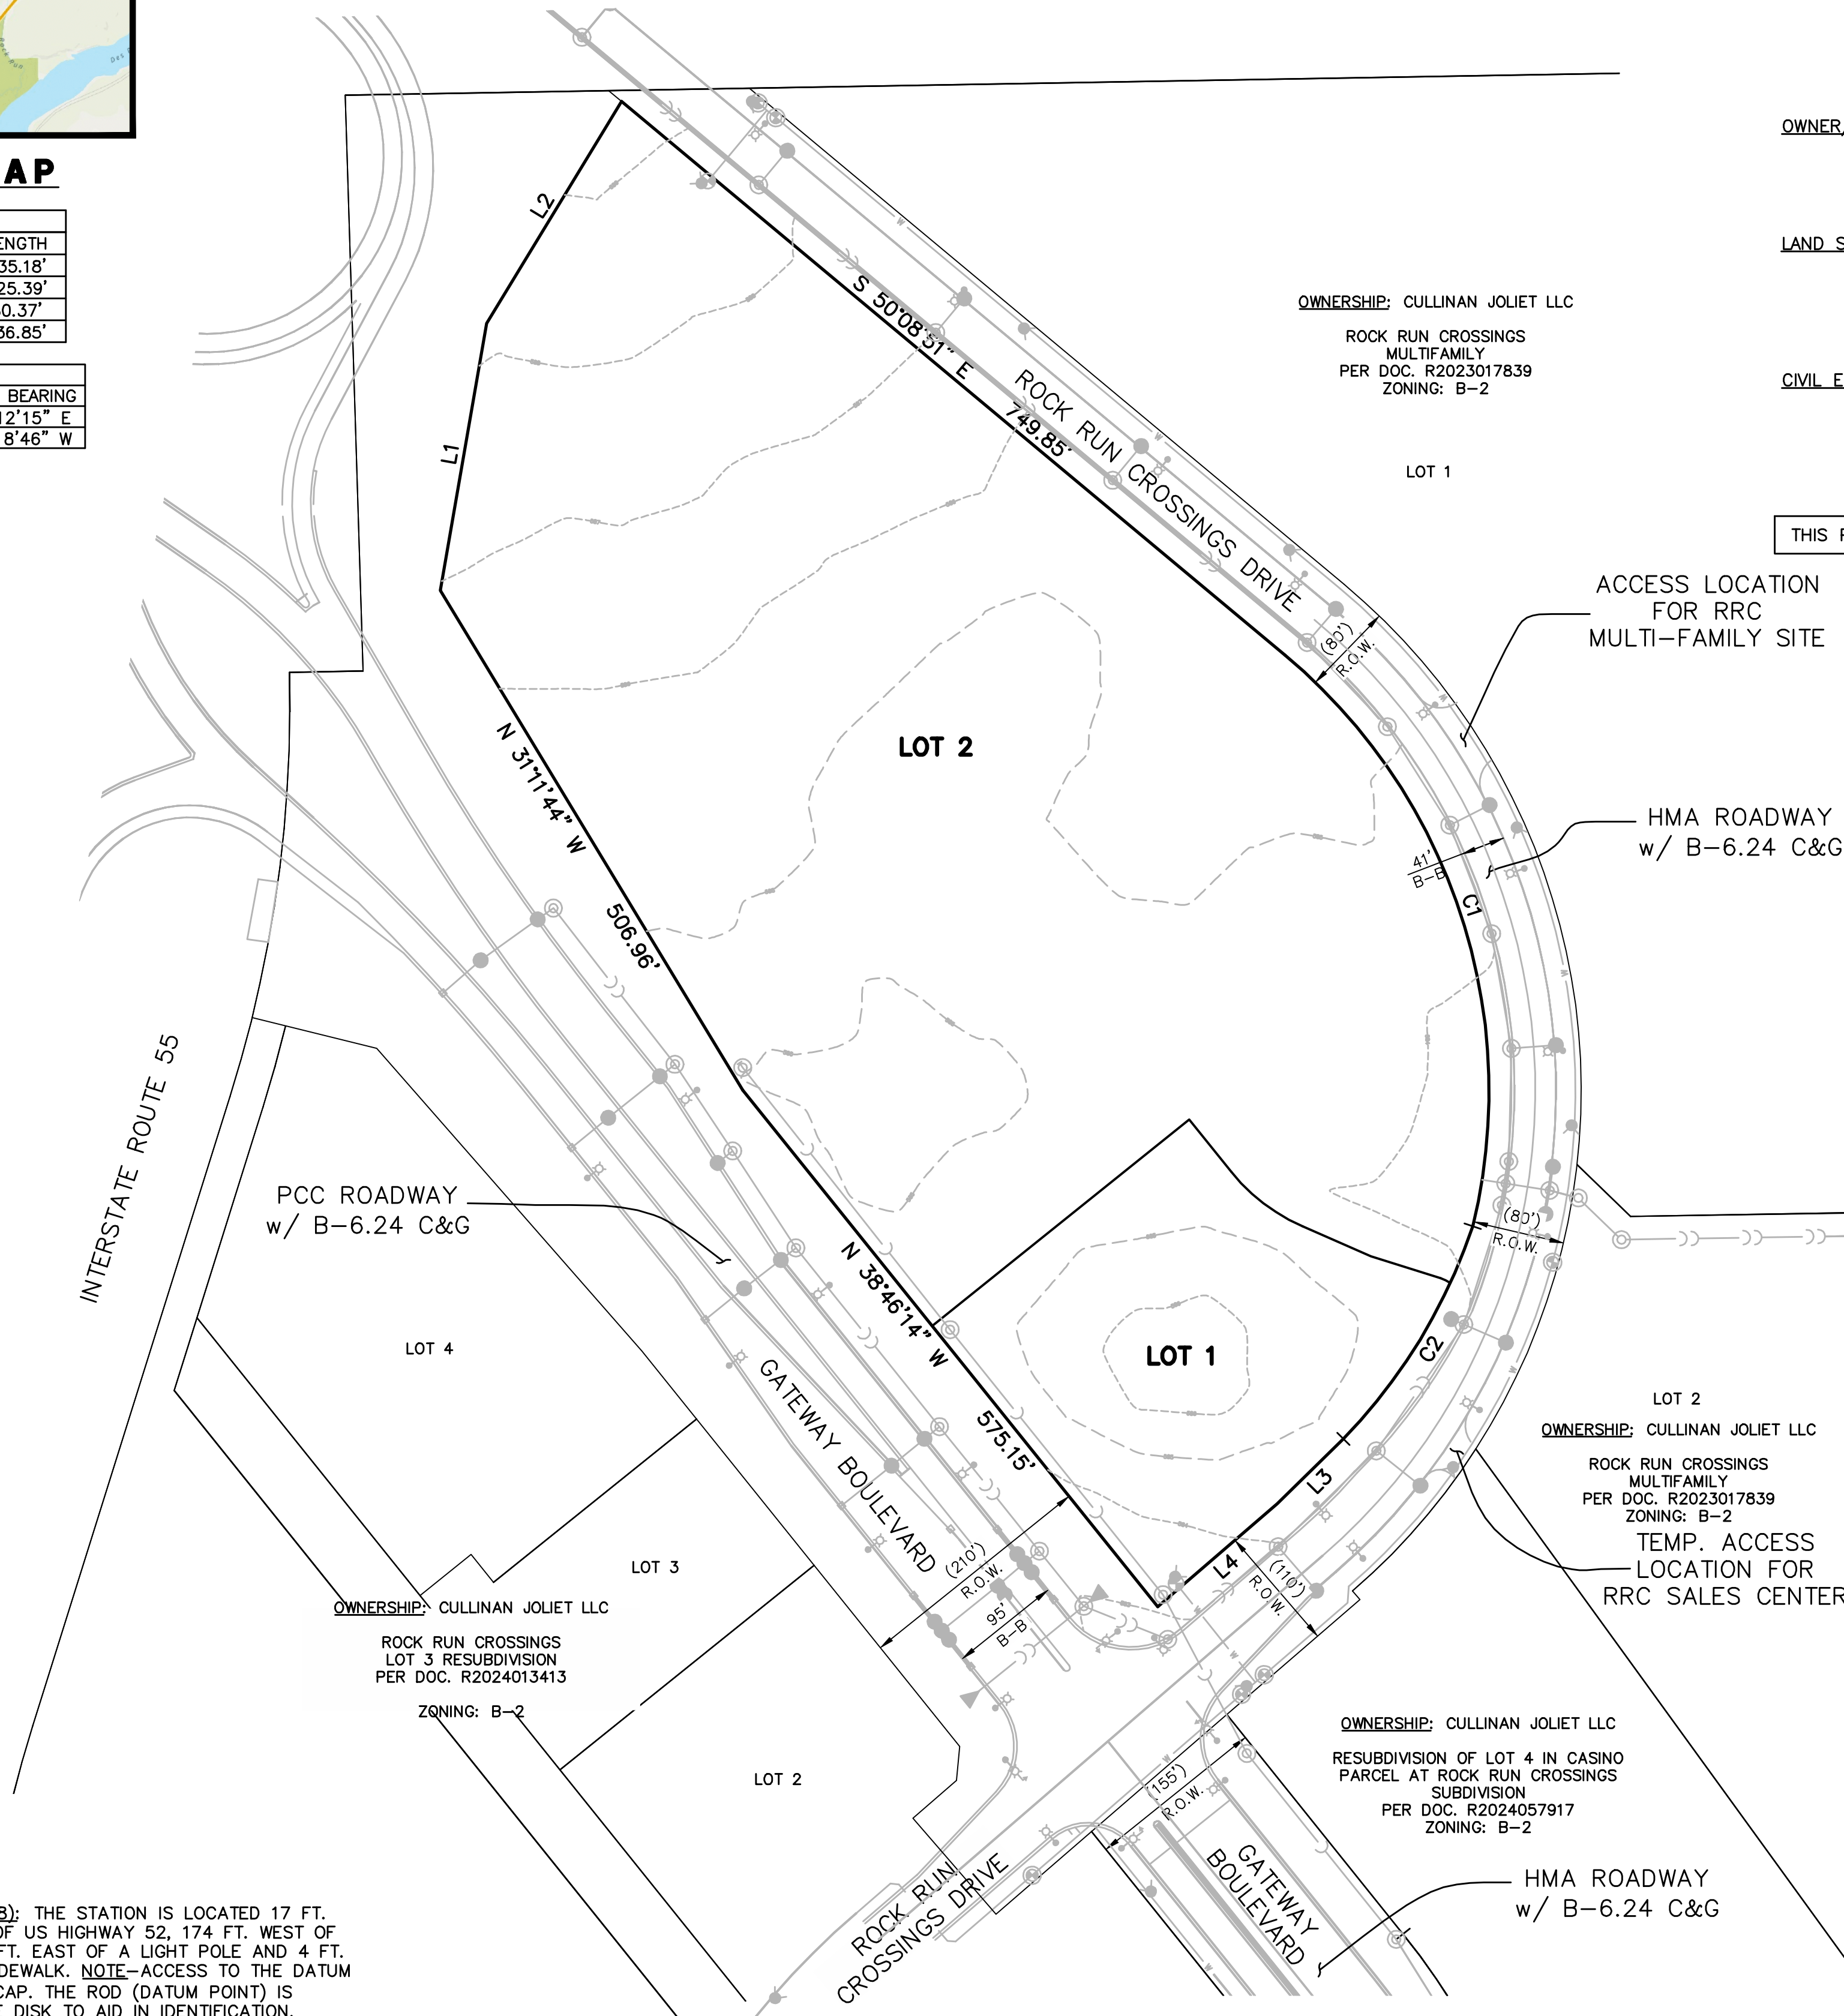 AP
ENGTH
35.18'
25.39'
0.37'
36.85'
BEARING
12'15" E
8'46" W
OWNER
LAND S
CIVIL E
THIS
L2
L1
S 50°08'51" E
749.85'
ROCK RUN CROSSINGS DRIVE
OWNERSHIP: CULLINAN JOLIET LLC
ROCK RUN CROSSINGS
MULTIFAMILY
PER DOC. R2023017839
ZONING: B-2
LOT 1
ACCESS LOCATION
FOR RRC
MULTI-FAMILY SITE
(80')
R.O.W.
LOT 2
N 31°11'44" W
506.96'
HMA ROADWAY
w/ B-6.24 C&G
41'
B-B
C1
INTERSTATE ROUTE 55
PCC ROADWAY
w/ B-6.24 C&G
(80')
R.O.W.
N 38°46'14" W
575.15'
LOT 1
C2
LOT 4
GATEWAY BOULEVARD
L3
L4
LOT 2
OWNERSHIP: CULLINAN JOLIET LLC
ROCK RUN CROSSINGS
MULTIFAMILY
PER DOC. R2023017839
ZONING: B-2
TEMP. ACCESS
LOCATION FOR
RRC SALES CENTER
LOT 3
(210')
R.O.W.
95'
B-B
(110')
R.O.W.
OWNERSHIP: CULLINAN JOLIET LLC
ROCK RUN CROSSINGS
LOT 3 RESUBDIVISION
PER DOC. R2024013413
ZONING: B-2
LOT 2
(155')
R.O.W.
OWNERSHIP: CULLINAN JOLIET LLC
RESUBDIVISION OF LOT 4 IN CASINO
PARCEL AT ROCK RUN CROSSINGS
SUBDIVISION
PER DOC. R2024057917
ZONING: B-2
GATEWAY
BOULEVARD
HMA ROADWAY
w/ B-6.24 C&G
ROCK RUN
CROSSINGS DRIVE
8): THE STATION IS LOCATED 17 FT.
OF US HIGHWAY 52, 174 FT. WEST OF
FT. EAST OF A LIGHT POLE AND 4 FT.
DEWALK. NOTE-ACCESS TO THE DATUM
CAP. THE ROD (DATUM POINT) IS
DISK TO AID IN IDENTIFICATION.